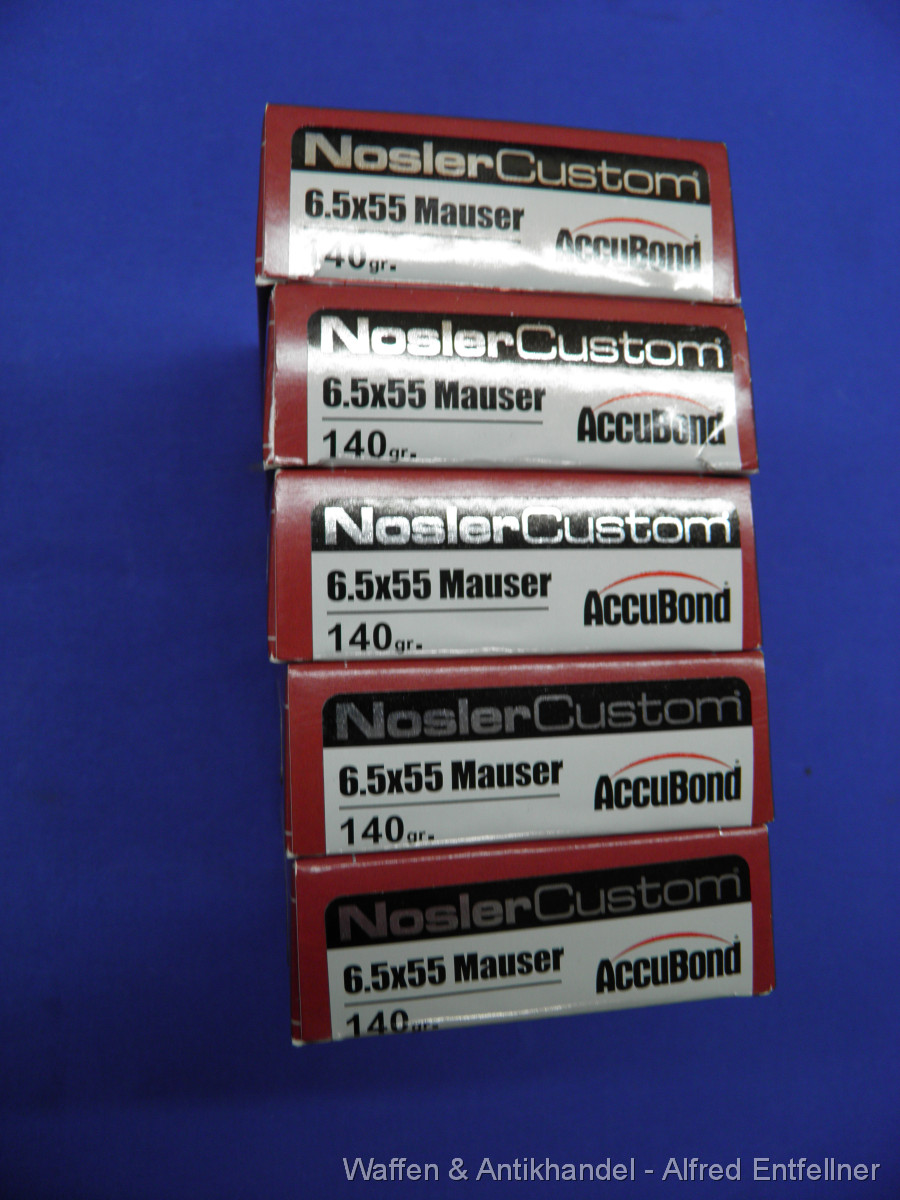 NoslerCustom
6.5x55 Mauser
AccuBond
140gr.
NoslerCustom
6.5x55 Mauser
AccuBond
140gr.
NoslerCustom
6.5x55 Mauser
AccuBond
140gr.
NoslerCustom
6.5x55 Mauser
AccuBond
140gr.
NoslerCustom
6.5x55 Mauser
AccuBond
140gr.
Waffen & Antikhandel - Alfred Entfellner